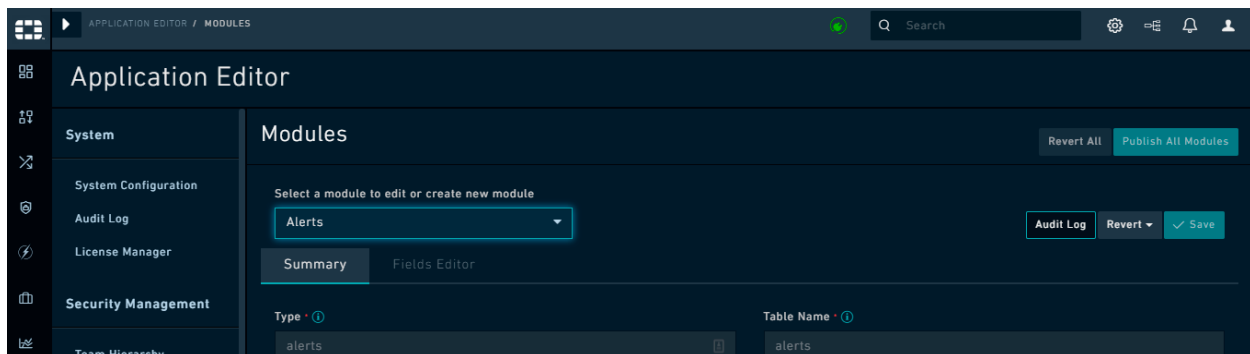 APPLICATION EDITOR / MODULES
Search
Application Editor
System
System Configuration
Audit Log
License Manager
Security Management
Team Hierarchy
Modules
Revert All
Publish All Modules
Select a module to edit or create new module
Alerts
Audit Log
Revert
Save
Summary
Fields Editor
Type *
Table Name *
alerts
alerts